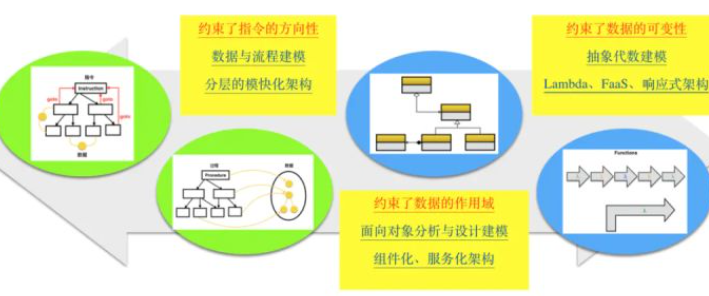 约束了指令的方向性
数据与流程建模
分层的模快化架构
约束了数据的可变性
抽象代数建模
Lambda、FaaS、响应式架构
指令
Instruction
goto
goto
goto
数据
过程
Procedure
数据
Functions
约束了数据的作用域
面向对象分析与设计建模
组件化、服务化架构